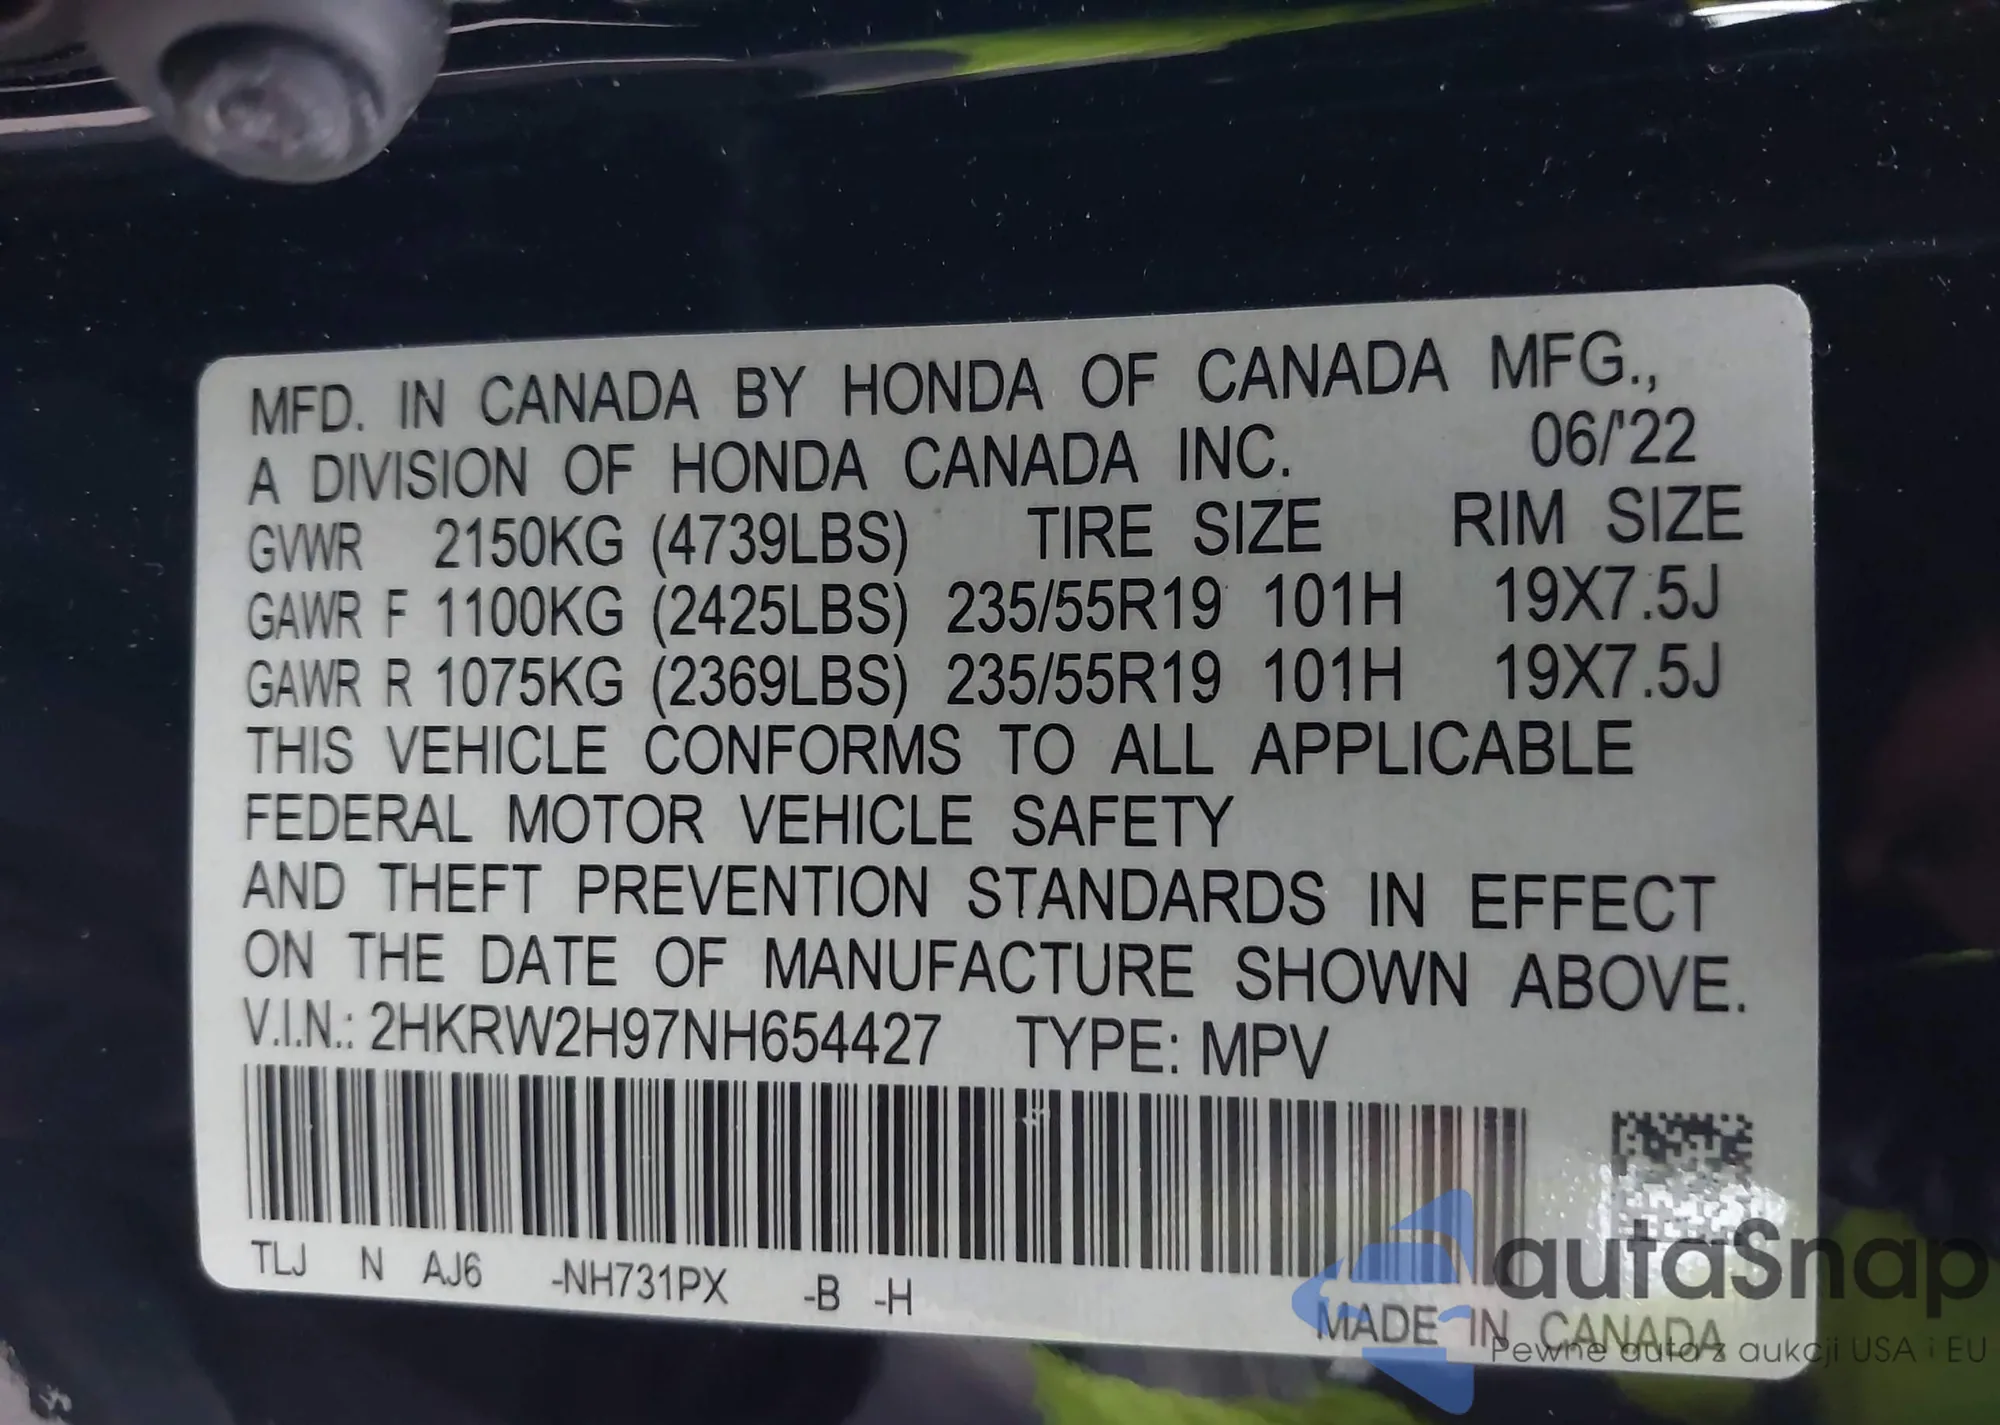 MFD. IN CANADA BY HONDA OF CANADA MFG.,
A DIVISION OF HONDA CANADA INC. 06/'22
GVWR 2150KG (4739LBS) TIRE SIZE RIM SIZE
GAWR F 1100KG (2425LBS) 235/55R19 101H 19X7.5J
GAWR R 1075KG (2369LBS) 235/55R19 101H 19X7.5J
THIS VEHICLE CONFORMS TO ALL APPLICABLE
FEDERAL MOTOR VEHICLE SAFETY
AND THEFT PREVENTION STANDARDS IN EFFECT
ON THE DATE OF MANUFACTURE SHOWN ABOVE.
V.I.N.: 2HKRW2H97NH654427 TYPE: MPV
TLJ N AJ6 -NH731PX -B -H
MADE IN CANADA
autaSnap
Pewne auta z aukcji USA i EU